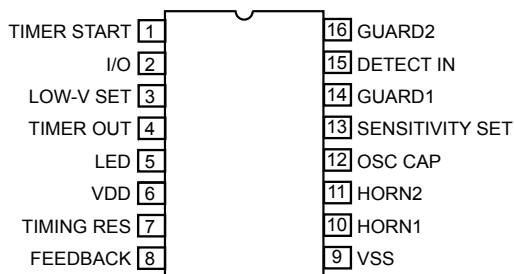 TIMER START 1
I/O 2
LOW-V SET 3
TIMER OUT 4
LED 5
VDD 6
TIMING RES 7
FEEDBACK 8
16 GUARD2
15 DETECT IN
14 GUARD1
13 SENSITIVITY SET
12 OSC CAP
11 HORN2
10 HORN1
9 VSS